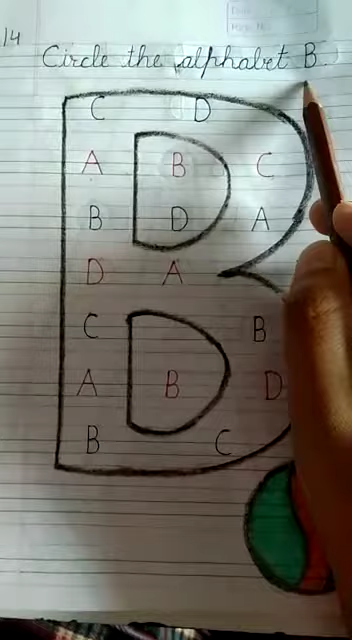 14
Circle the alphabet B
C D
A B C
B D A
D A
C B
A B D
B C